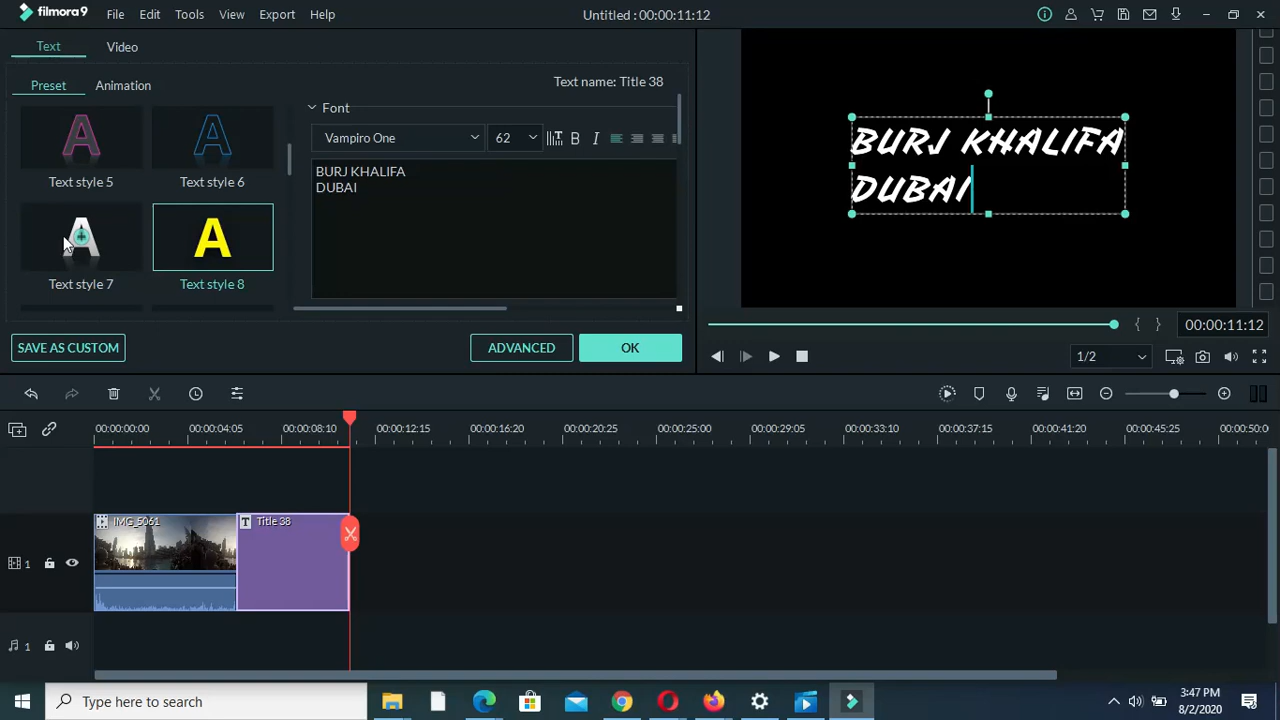 filmora9
File Edit Tools View Export Help
Untitled : 00:00:11:12
Text Video
Preset Animation
Text name: Title 38
Font
Vampiro One 62 B I
BURJ KHALIFA
DUBAI
A A
Text style 5 Text style 6
A A
Text style 7 Text style 8
SAVE AS CUSTOM ADVANCED OK
BURJ KHALIFA
DUBAI
{ } 00:00:11:12
1/2
00:00:00:00 00:00:04:05 00:00:08:10 00:00:12:15 00:00:16:20 00:00:20:25 00:00:25:00 00:00:29:05 00:00:33:10 00:00:37:15 00:00:41:20 00:00:45:25 00:00:50:0
IMG_5061 T Title 38
1
1
Type here to search
3:47 PM
8/2/2020